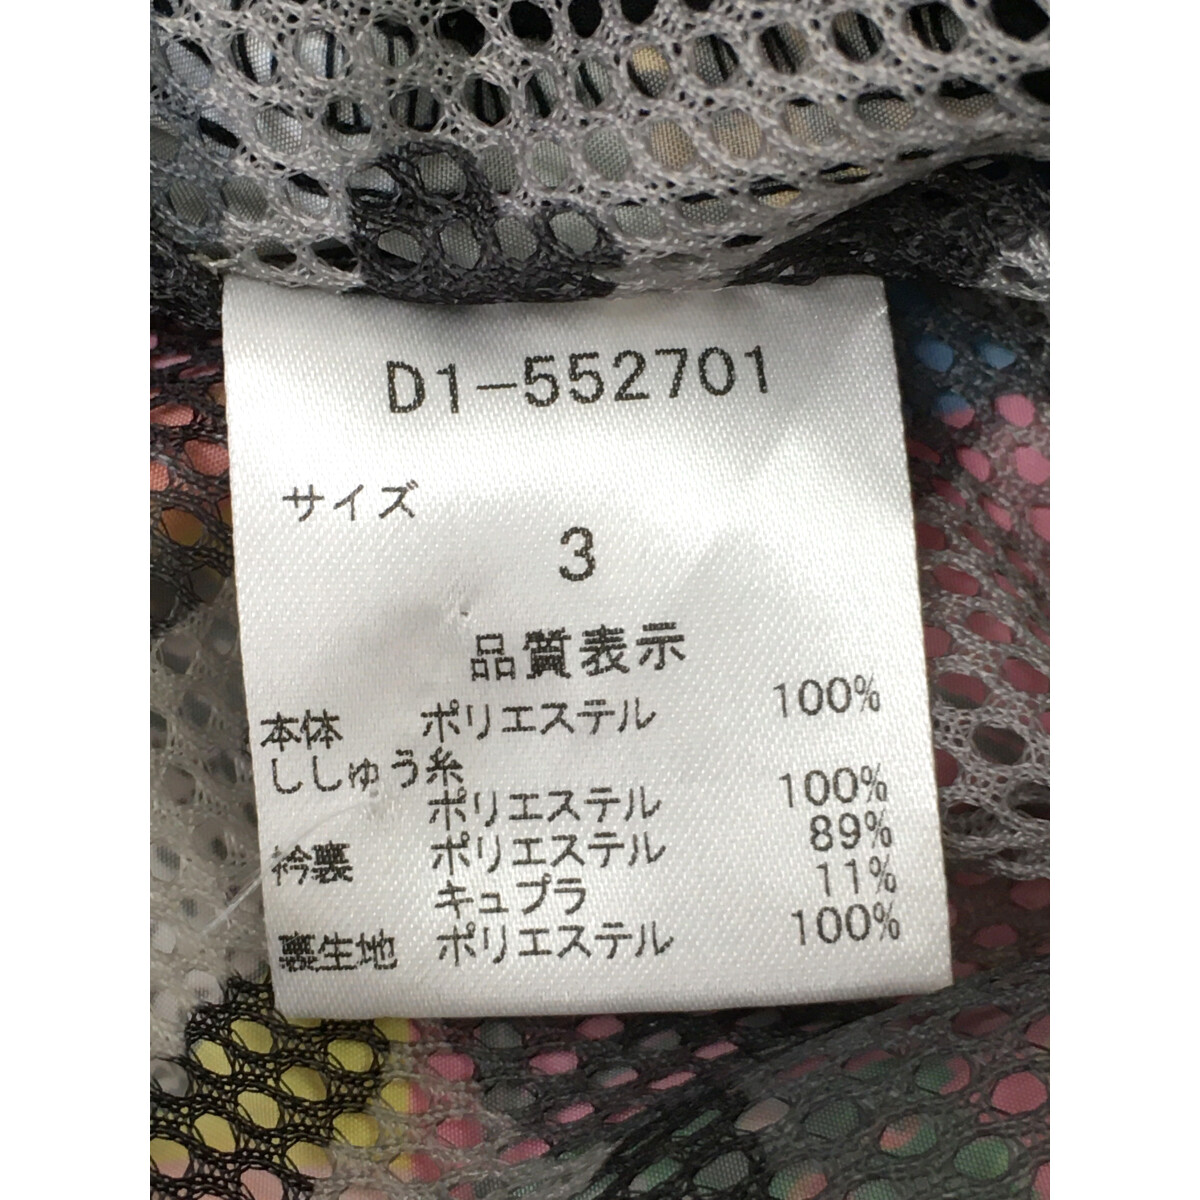 D1-552701
サイズ
3
品質表示
本体 ポリエステル 100%
ししゅう糸
ポリエステル 100%
衿裏 ポリエステル 89%
キュプラ 11%
裏生地 ポリエステル 100%